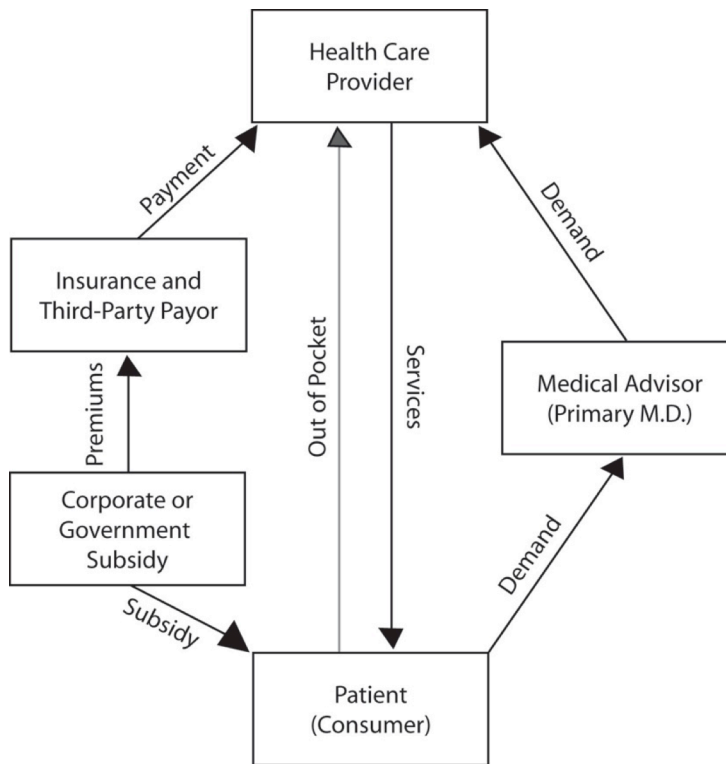 Health Care
Provider
Payment
Demand
Insurance and
Third-Party Payor
Out of Pocket
Services
Medical Advisor
(Primary M.D.)
Premiums
Corporate or
Government
Subsidy
Demand
Subsidy
Patient
(Consumer)